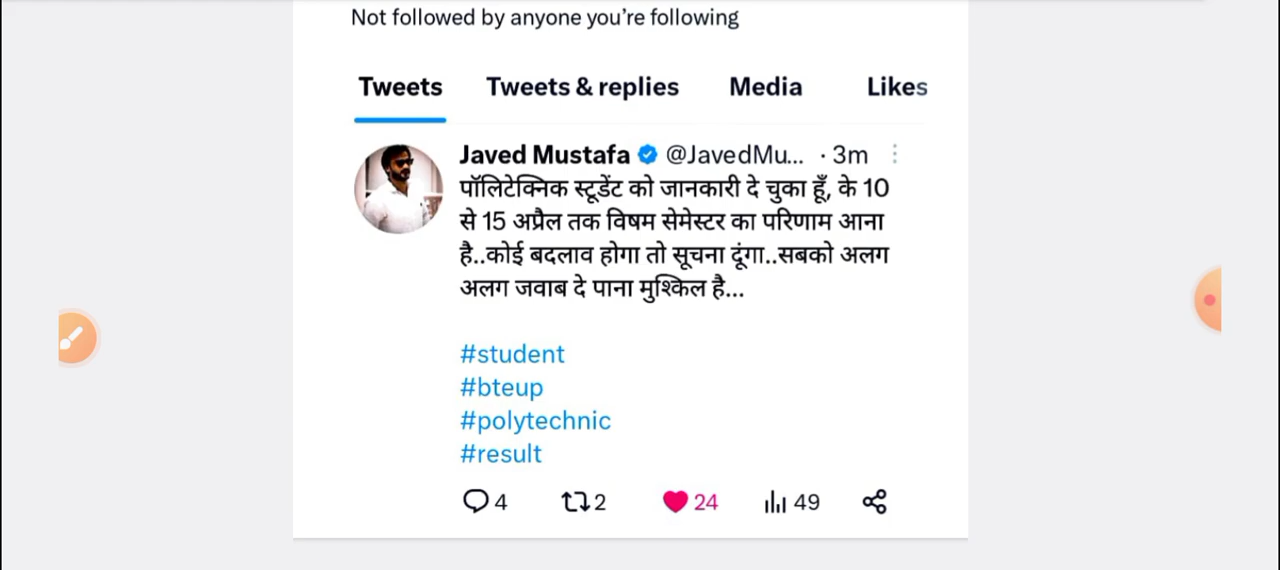 Not followed by anyone you're following
Tweets Tweets & replies Media Likes
Javed Mustafa @JavedMu... · 3m
पॉलिटेक्निक स्टूडेंट को जानकारी दे चुका हूँ, के 10
से 15 अप्रैल तक विषम सेमेस्टर का परिणाम आना
है..कोई बदलाव होगा तो सूचना दूंगा..सबको अलग
अलग जवाब दे पाना मुश्किल है...
#student
#bteup
#polytechnic
#result
4 2 24 49